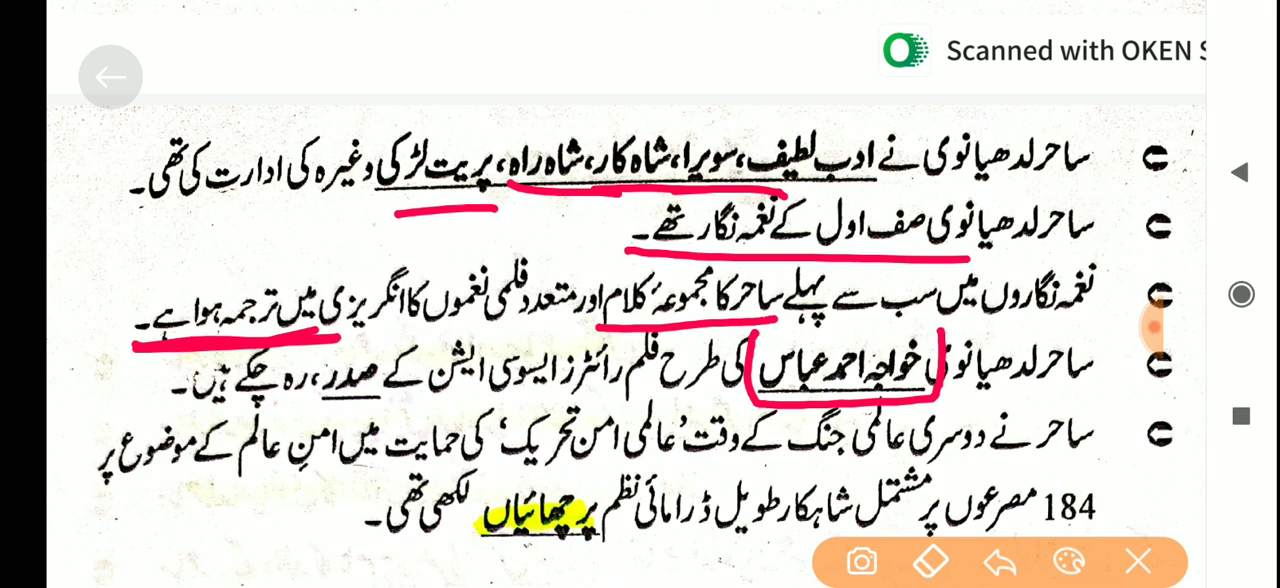 Scanned with OKEN S
ساحر لدھیانوی نے ادب لطیف، سویرا، شاہ کار، شاہ راہ، پریت لڑکی وغیرہ کی ادارت کی تھی۔
ساحر لدھیانوی صف اول کے نغمہ نگار تھے۔
نغمہ نگاروں میں سب سے پہلے ساحر کا مجموعۂ کلام اور متعدد فلمی نغموں کا انگریزی میں ترجمہ ہوا ہے۔
ساحر لدھیانوی خواجہ احمد عباس کی طرح فلم رائٹرز ایسوسی ایشن کے صدر، رہ چکے ہیں۔
ساحر نے دوسری عالمی جنگ کے وقت ’عالمی امن تحریک‘ کی حمایت میں امنِ عالم کے موضوع پر
184 مصرعوں پر مشتمل شاہکار طویل ڈرامائی نظم پرچھائیاں لکھی تھی۔